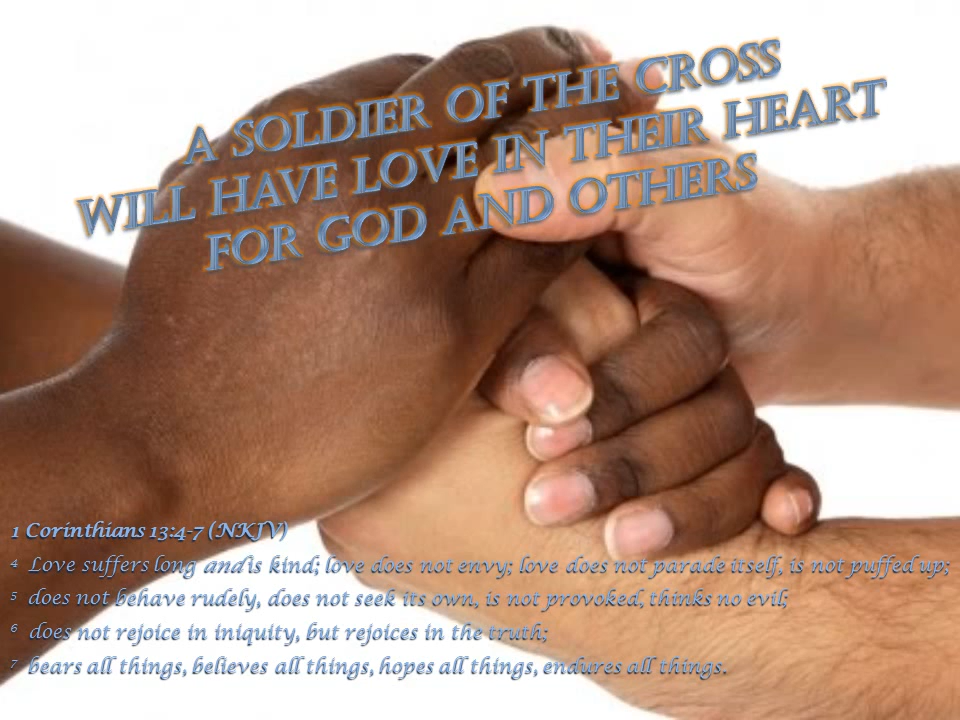 A SOLDIER OF THE CROSS
WILL HAVE LOVE IN THEIR HEART
FOR GOD AND OTHERS
1 Corinthians 13:4-7 (NKJV)
4 Love suffers long and is kind; love does not envy; love does not parade itself, is not puffed up;
5 does not behave rudely, does not seek its own, is not provoked, thinks no evil;
6 does not rejoice in iniquity, but rejoices in the truth;
7 bears all things, believes all things, hopes all things, endures all things.